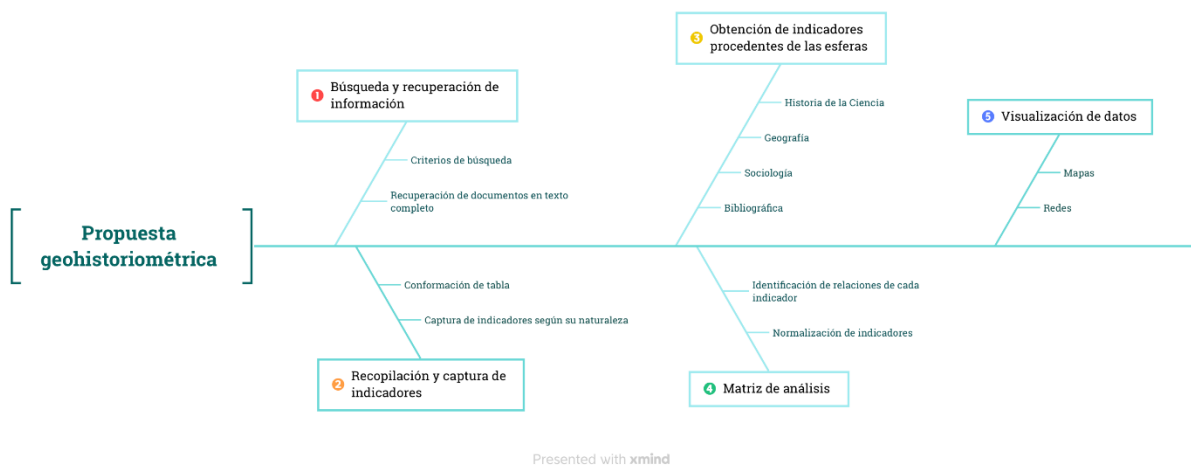 Propuesta
geohistoriométrica
1 Búsqueda y recuperación de
información
Criterios de búsqueda
Recuperación de documentos en texto
completo
2 Recopilación y captura de
indicadores
Conformación de tabla
Captura de indicadores según su naturaleza
3 Obtención de indicadores
procedentes de las esferas
Historia de la Ciencia
Geografía
Sociología
Bibliográfica
4 Matriz de análisis
Identificación de relaciones de cada
indicador
Normalización de indicadores
5 Visualización de datos
Mapas
Redes
Presented with xmind